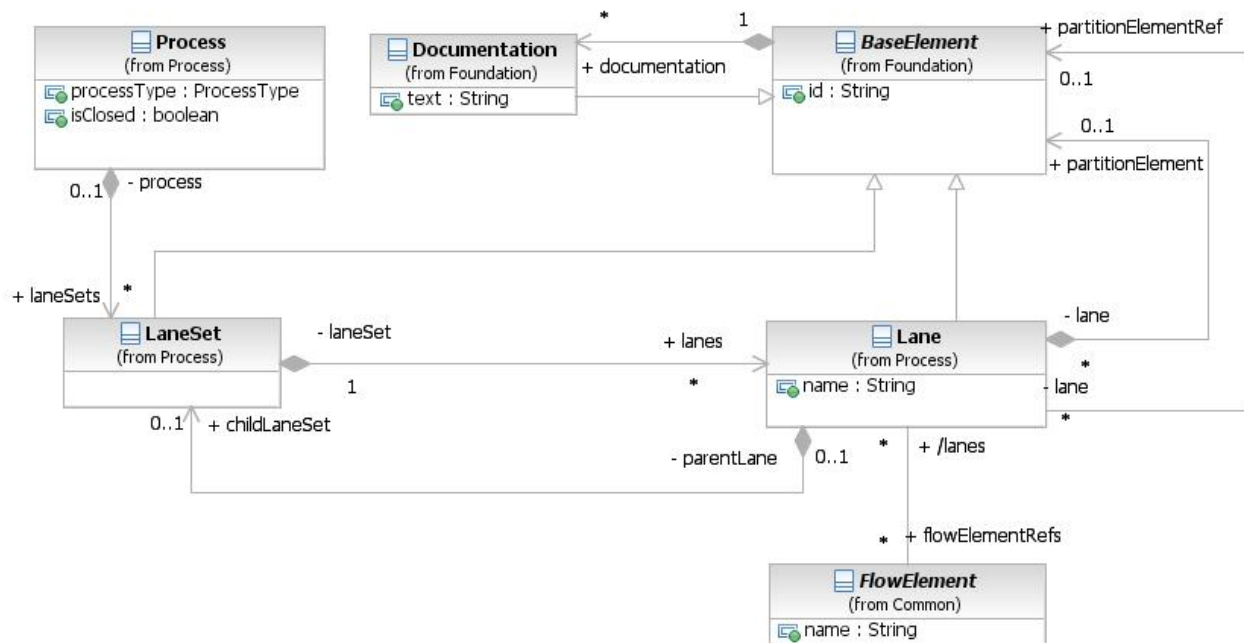 Process
(from Process)
processType : ProcessType
isClosed : boolean
*
1
Documentation
(from Foundation)
text : String
+ documentation
BaseElement
(from Foundation)
id : String
+ partitionElementRef
0..1
0..1
+ partitionElement
0..1
- process
+ laneSets
*
LaneSet
(from Process)
- laneSet
1
+ lanes
*
Lane
(from Process)
name : String
- lane
*
- lane
*
0..1
+ childLaneSet
- parentLane
0..1
*
+ /lanes
*
+ flowElementRefs
FlowElement
(from Common)
name : String